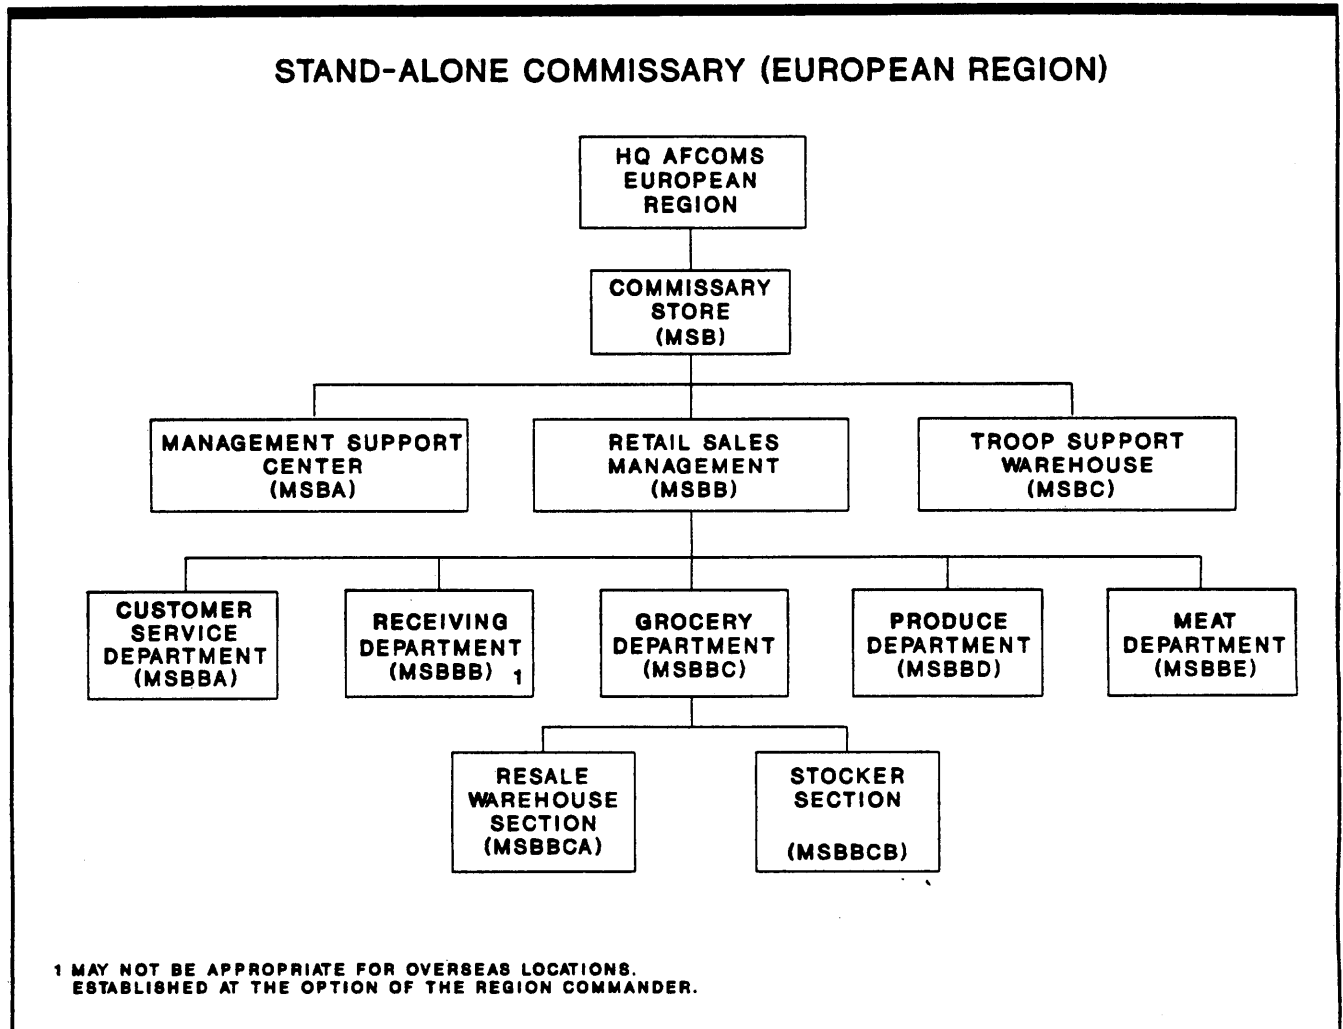 STAND-ALONE COMMISSARY (EUROPEAN REGION)
HQ AFCOMS
EUROPEAN
REGION
COMMISSARY
STORE
(MSB)
MANAGEMENT SUPPORT
CENTER
(MSBA)
RETAIL SALES
MANAGEMENT
(MSBB)
TROOP SUPPORT
WAREHOUSE
(MSBC)
CUSTOMER
SERVICE
DEPARTMENT
(MSBBA)
RECEIVING
DEPARTMENT
(MSBBB) 1
GROCERY
DEPARTMENT
(MSBBC)
PRODUCE
DEPARTMENT
(MSBBD)
MEAT
DEPARTMENT
(MSBBE)
RESALE
WAREHOUSE
SECTION
(MSBBCA)
STOCKER
SECTION
(MSBBCB)
1 MAY NOT BE APPROPRIATE FOR OVERSEAS LOCATIONS.
ESTABLISHED AT THE OPTION OF THE REGION COMMANDER.